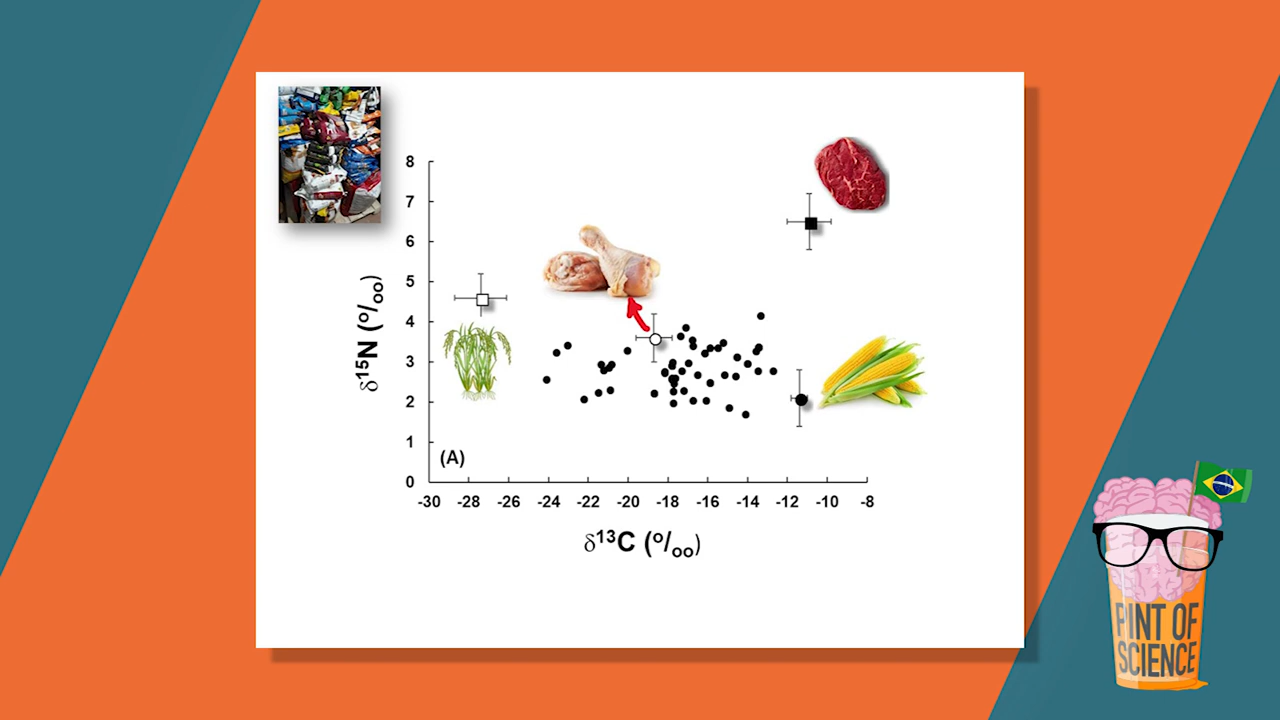 8
7
6
5
4
3
2
1
0
δ15N (o/oo)
(A)
-30 -28 -26 -24 -22 -20 -18 -16 -14 -12 -10 -8
δ13C (o/oo)
PINT OF
SCIENCE